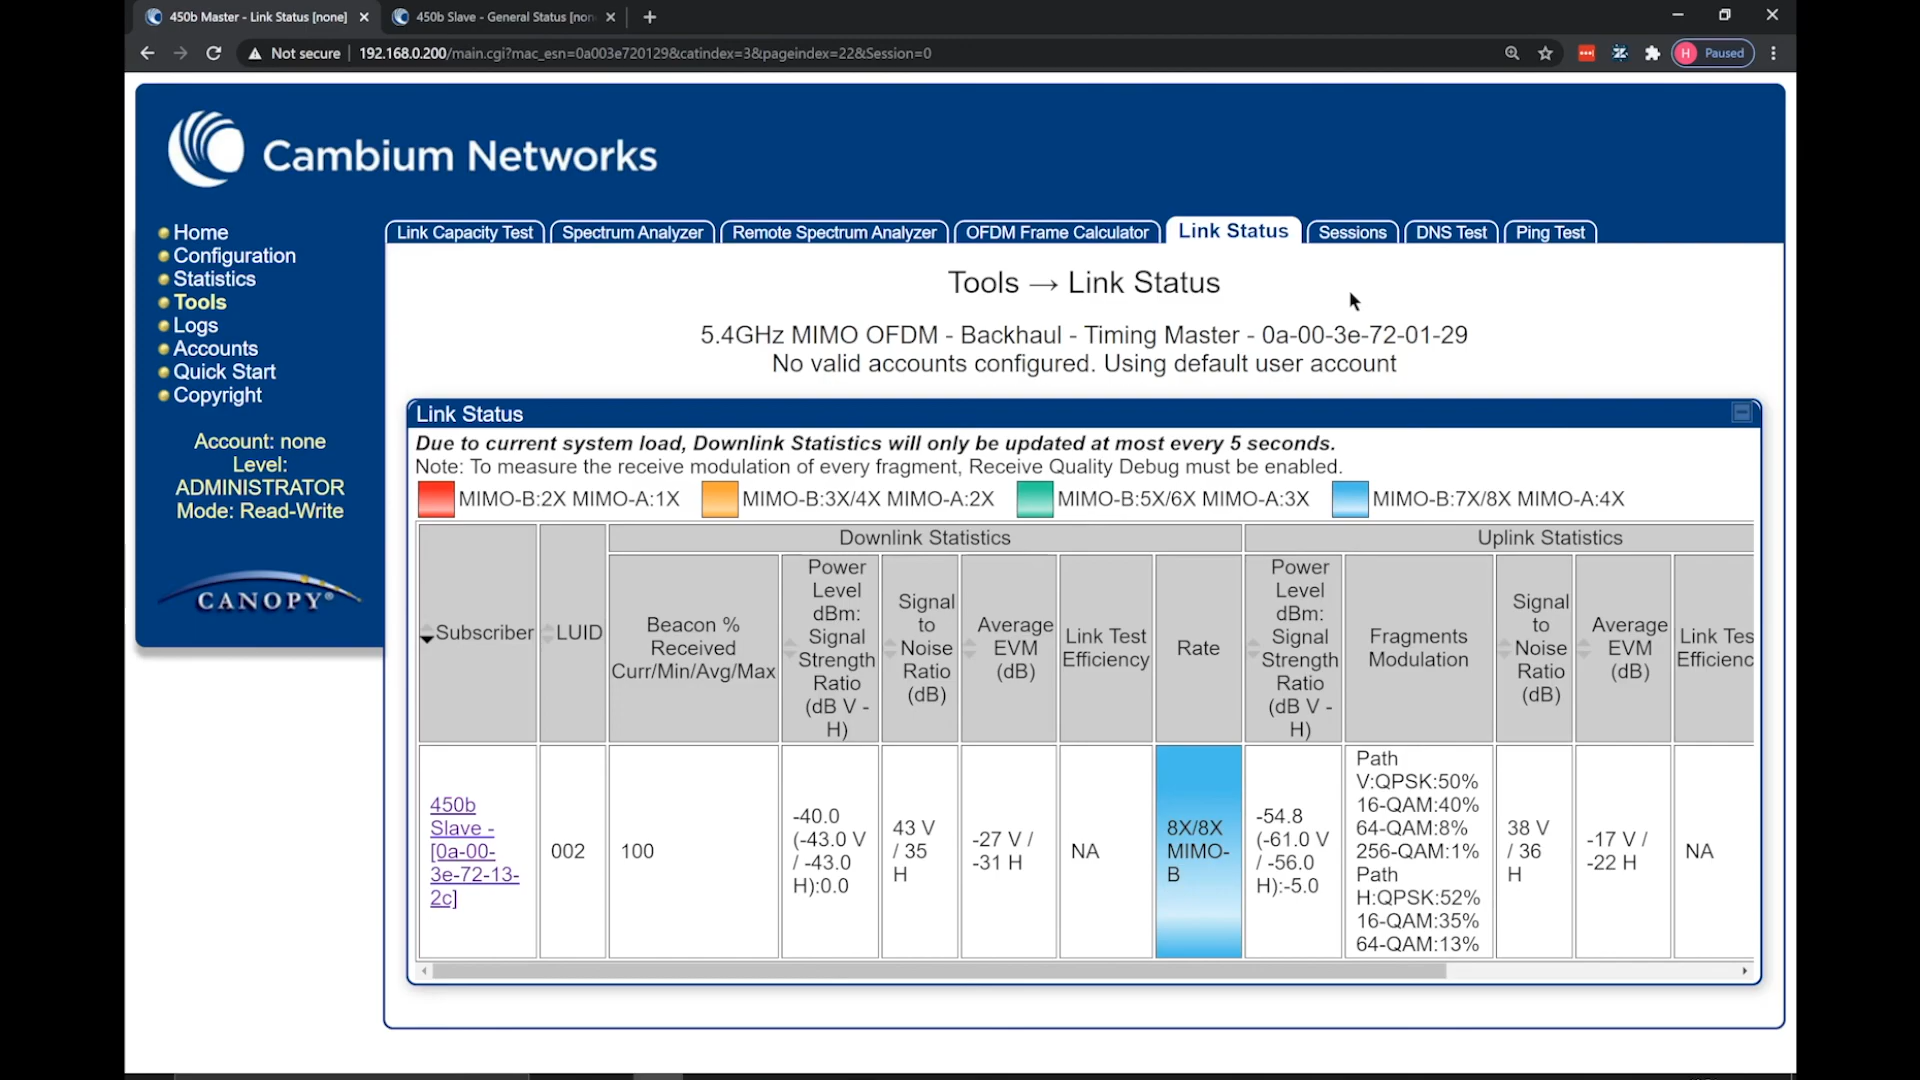 450b Master - Link Status [none]
450b Slave - General Status [non
Not secure
192.168.0.200/main.cgi?mac_esn=0a003e720129&catindex=3&pageindex=22&Session=0
H
Paused
Cambium Networks
Home
Configuration
Statistics
Tools
Logs
Accounts
Quick Start
Copyright
Account: none
Level:
ADMINISTRATOR
Mode: Read-Write
CANOPY®
Link Capacity Test
Spectrum Analyzer
Remote Spectrum Analyzer
OFDM Frame Calculator
Link Status
Sessions
DNS Test
Ping Test
Tools → Link Status
5.4GHz MIMO OFDM - Backhaul - Timing Master - 0a-00-3e-72-01-29
No valid accounts configured. Using default user account
Link Status
Due to current system load, Downlink Statistics will only be updated at most every 5 seconds.
Note: To measure the receive modulation of every fragment, Receive Quality Debug must be enabled.
MIMO-B:2X MIMO-A:1X
MIMO-B:3X/4X MIMO-A:2X
MIMO-B:5X/6X MIMO-A:3X
MIMO-B:7X/8X MIMO-A:4X
Downlink Statistics
Uplink Statistics
Subscriber
LUID
Beacon %
Received
Curr/Min/Avg/Max
Power
Level
dBm:
Signal
Strength
Ratio
(dB V -
H)
Signal
to
Noise
Ratio
(dB)
Average
EVM
(dB)
Link Test
Efficiency
Rate
Power
Level
dBm:
Signal
Strength
Ratio
(dB V -
H)
Fragments
Modulation
Signal
to
Noise
Ratio
(dB)
Average
EVM
(dB)
Link Tes
Efficienc
450b
Slave -
[0a-00-
3e-72-13-
2c]
002
100
-40.0
(-43.0 V
/ -43.0
H):0.0
43 V
/ 35
H
-27 V /
-31 H
NA
8X/8X
MIMO-
B
-54.8
(-61.0 V
/ -56.0
H):-5.0
Path
V:QPSK:50%
16-QAM:40%
64-QAM:8%
256-QAM:1%
Path
H:QPSK:52%
16-QAM:35%
64-QAM:13%
38 V
/ 36
H
-17 V /
-22 H
NA